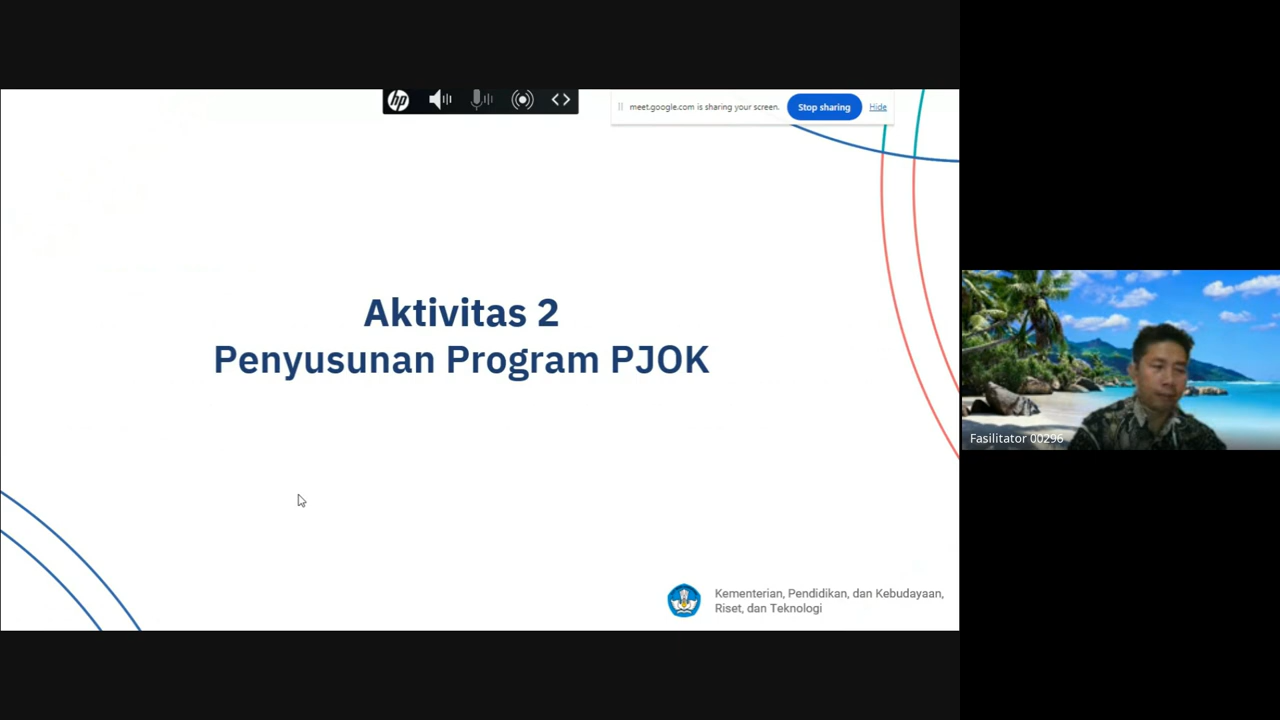 hp
meet.google.com is sharing your screen.
Stop sharing
Hide
Aktivitas 2
Penyusunan Program PJOK
Fasilitator 00296
Kementerian, Pendidikan, dan Kebudayaan,
Riset, dan Teknologi